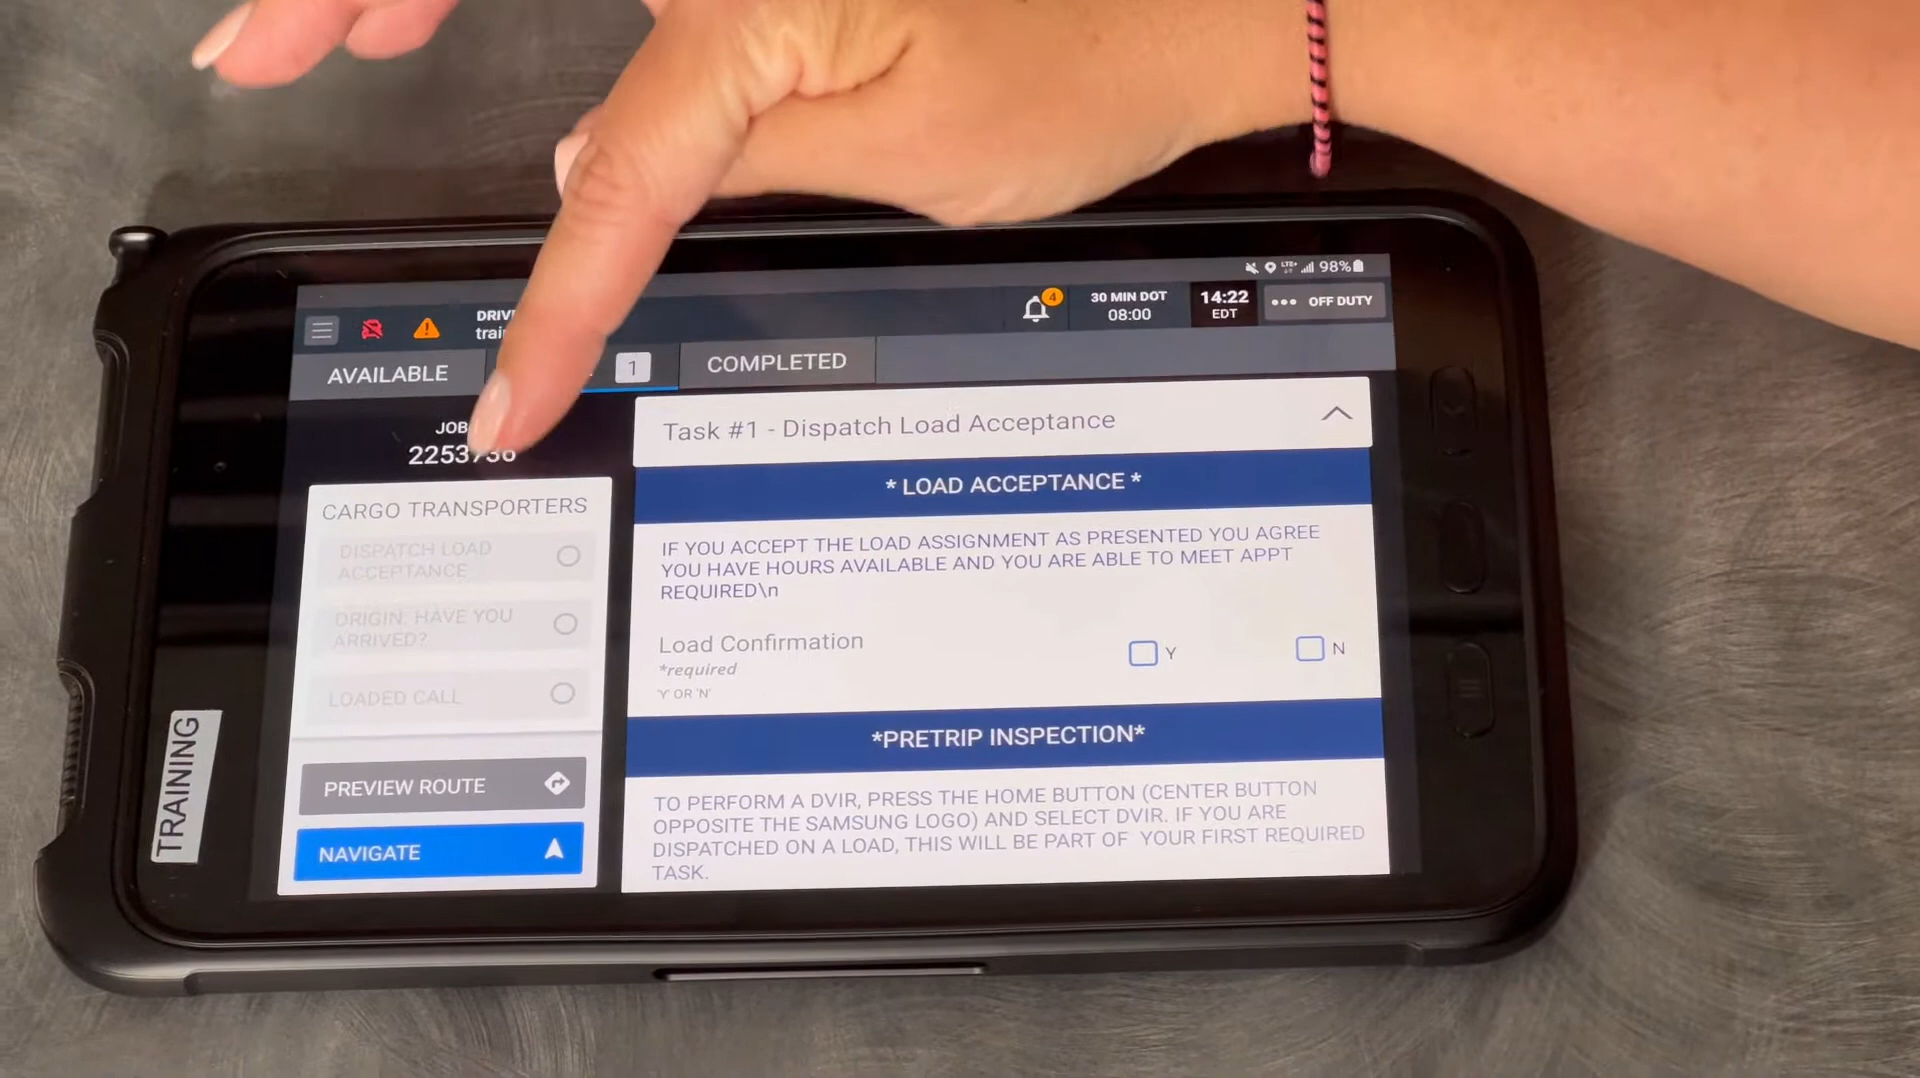 98%
DRIVE
trai
4
30 MIN DOT
08:00
14:22
EDT
OFF DUTY
AVAILABLE
1
COMPLETED
JOB
2253736
CARGO TRANSPORTERS
DISPATCH LOAD
ACCEPTANCE
ORIGIN: HAVE YOU
ARRIVED?
LOADED CALL
PREVIEW ROUTE
NAVIGATE
Task #1 - Dispatch Load Acceptance
* LOAD ACCEPTANCE *
IF YOU ACCEPT THE LOAD ASSIGNMENT AS PRESENTED YOU AGREE
YOU HAVE HOURS AVAILABLE AND YOU ARE ABLE TO MEET APPT
REQUIRED\n
Load Confirmation
*required
'Y' OR 'N'
Y
N
*PRETRIP INSPECTION*
TO PERFORM A DVIR, PRESS THE HOME BUTTON (CENTER BUTTON
OPPOSITE THE SAMSUNG LOGO) AND SELECT DVIR. IF YOU ARE
DISPATCHED ON A LOAD, THIS WILL BE PART OF YOUR FIRST REQUIRED
TASK.
TRAINING